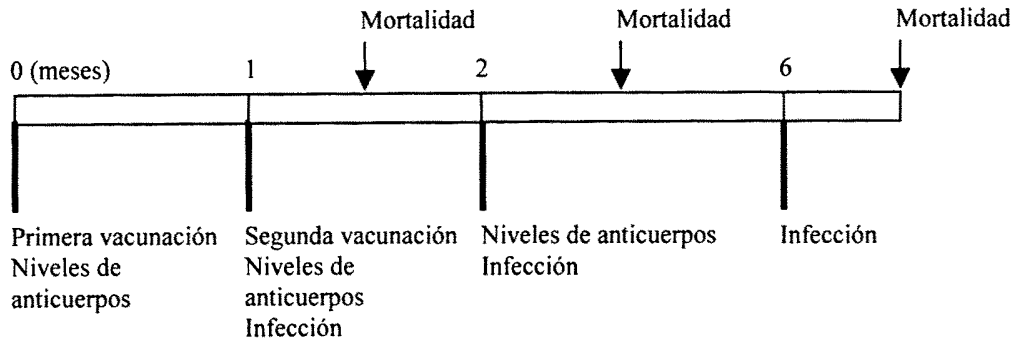 Mortalidad Mortalidad Mortalidad
0 (meses) 1 2 6
Primera vacunación
Niveles de
anticuerpos
Segunda vacunación
Niveles de
anticuerpos
Infección
Niveles de anticuerpos
Infección
Infección